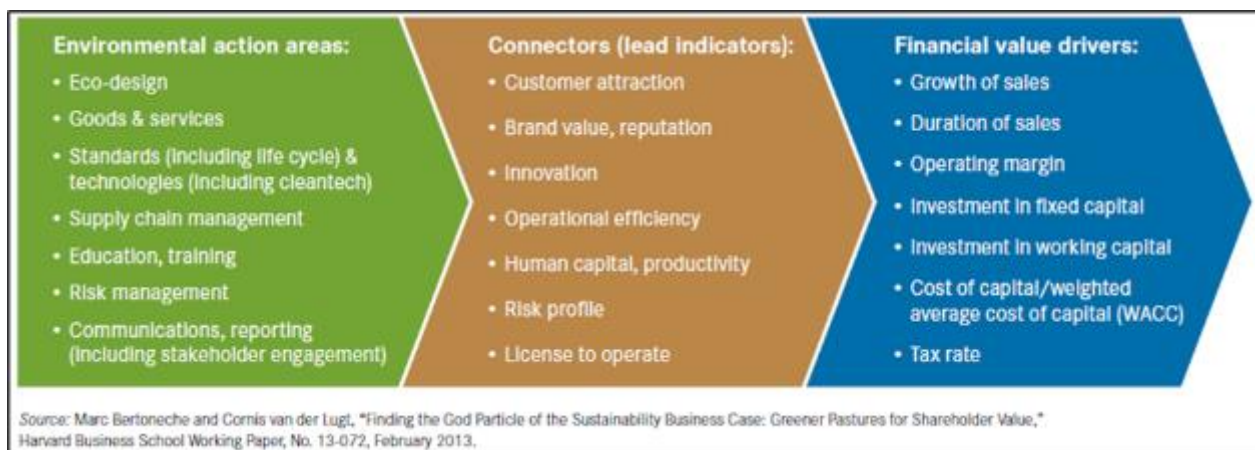 Environmental action areas:
• Eco-design
• Goods & services
• Standards (including life cycle) &
technologies (including cleantech)
• Supply chain management
• Education, training
• Risk management
• Communications, reporting
(including stakeholder engagement)
Connectors (lead indicators):
• Customer attraction
• Brand value, reputation
• Innovation
• Operational efficiency
• Human capital, productivity
• Risk profile
• License to operate
Financial value drivers:
• Growth of sales
• Duration of sales
• Operating margin
• Investment in fixed capital
• Investment in working capital
• Cost of capital/weighted
average cost of capital (WACC)
• Tax rate
Source: Marc Bertoneche and Cornis van der Lugt, "Finding the God Particle of the Sustainability Business Case: Greener Pastures for Shareholder Value,"
Harvard Business School Working Paper, No. 13-072, February 2013.